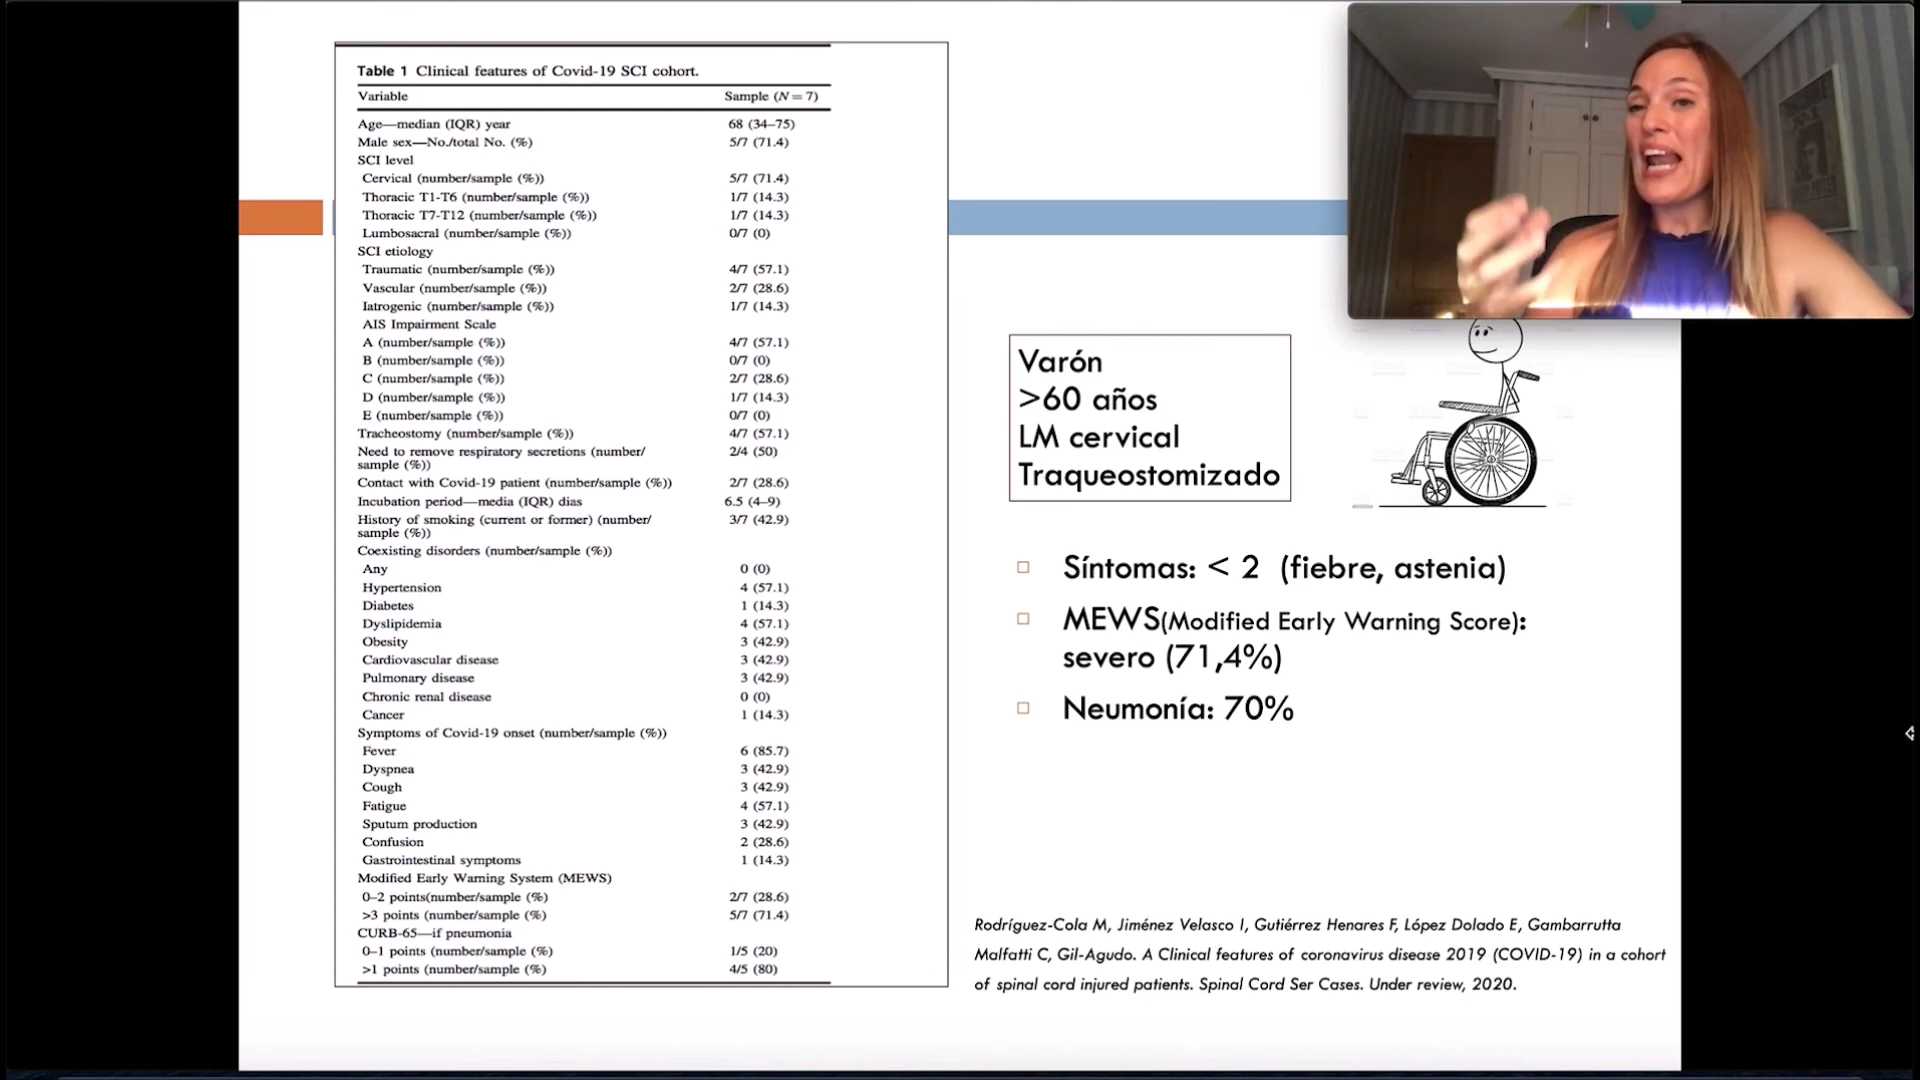 Table 1 Clinical features of Covid-19 SCI cohort.
Variable Sample (N = 7)
Age—median (IQR) year 68 (34–75)
Male sex—No./total No. (%) 5/7 (71.4)
SCI level
Cervical (number/sample (%)) 5/7 (71.4)
Thoracic T1-T6 (number/sample (%)) 1/7 (14.3)
Thoracic T7-T12 (number/sample (%)) 1/7 (14.3)
Lumbosacral (number/sample (%)) 0/7 (0)
SCI etiology
Traumatic (number/sample (%)) 4/7 (57.1)
Vascular (number/sample (%)) 2/7 (28.6)
Iatrogenic (number/sample (%)) 1/7 (14.3)
AIS Impairment Scale
A (number/sample (%)) 4/7 (57.1)
B (number/sample (%)) 0/7 (0)
C (number/sample (%)) 2/7 (28.6)
D (number/sample (%)) 1/7 (14.3)
E (number/sample (%)) 0/7 (0)
Tracheostomy (number/sample (%)) 4/7 (57.1)
Need to remove respiratory secretions (number/ 2/4 (50)
sample (%))
Contact with Covid-19 patient (number/sample (%)) 2/7 (28.6)
Incubation period—media (IQR) dias 6.5 (4–9)
History of smoking (current or former) (number/ 3/7 (42.9)
sample (%))
Coexisting disorders (number/sample (%))
Any 0 (0)
Hypertension 4 (57.1)
Diabetes 1 (14.3)
Dyslipidemia 4 (57.1)
Obesity 3 (42.9)
Cardiovascular disease 3 (42.9)
Pulmonary disease 3 (42.9)
Chronic renal disease 0 (0)
Cancer 1 (14.3)
Symptoms of Covid-19 onset (number/sample (%))
Fever 6 (85.7)
Dyspnea 3 (42.9)
Cough 3 (42.9)
Fatigue 4 (57.1)
Sputum production 3 (42.9)
Confusion 2 (28.6)
Gastrointestinal symptoms 1 (14.3)
Modified Early Warning System (MEWS)
0–2 points(number/sample (%) 2/7 (28.6)
>3 points (number/sample (%) 5/7 (71.4)
CURB-65—if pneumonia
0–1 points (number/sample (%) 1/5 (20)
>1 points (number/sample (%) 4/5 (80)
Varón
>60 años
LM cervical
Traqueostomizado
Síntomas: < 2 (fiebre, astenia)
MEWS(Modified Early Warning Score):
severo (71,4%)
Neumonía: 70%
Rodríguez-Cola M, Jiménez Velasco I, Gutiérrez Henares F, López Dolado E, Gambarrutta
Malfatti C, Gil-Agudo. A Clinical features of coronavirus disease 2019 (COVID-19) in a cohort
of spinal cord injured patients. Spinal Cord Ser Cases. Under review, 2020.